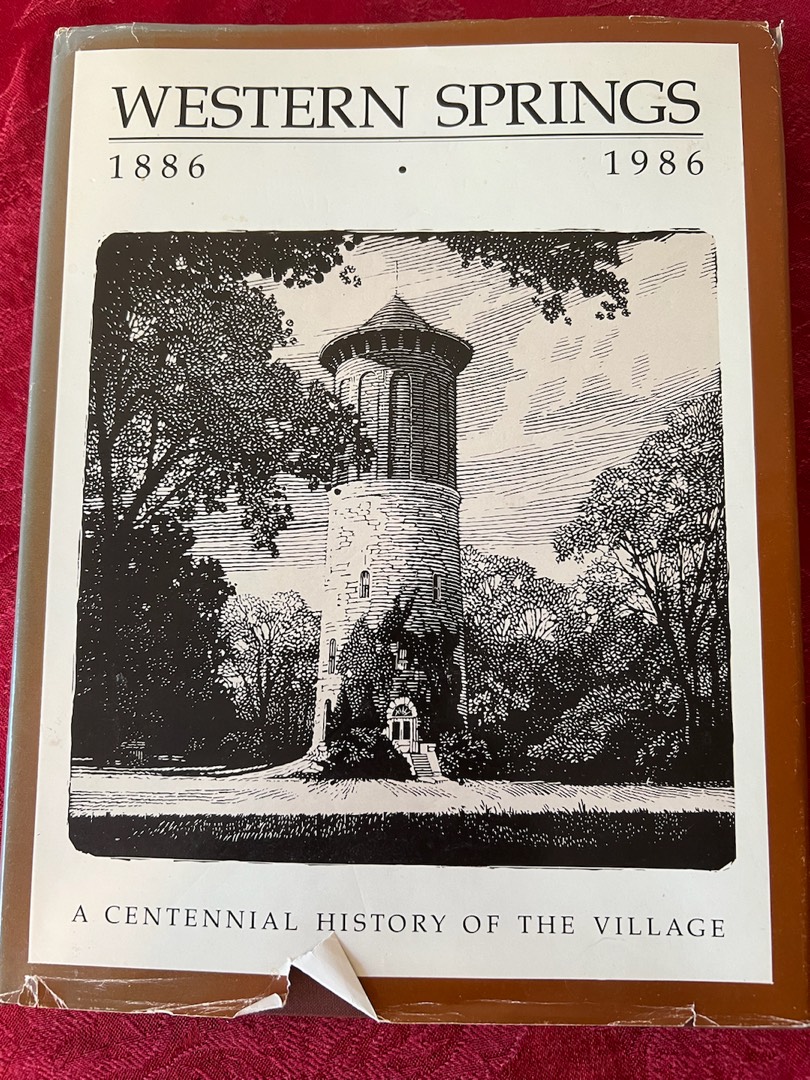 WESTERN SPRINGS
1886 • 1986
A CENTENNIAL HISTORY OF THE VILLAGE